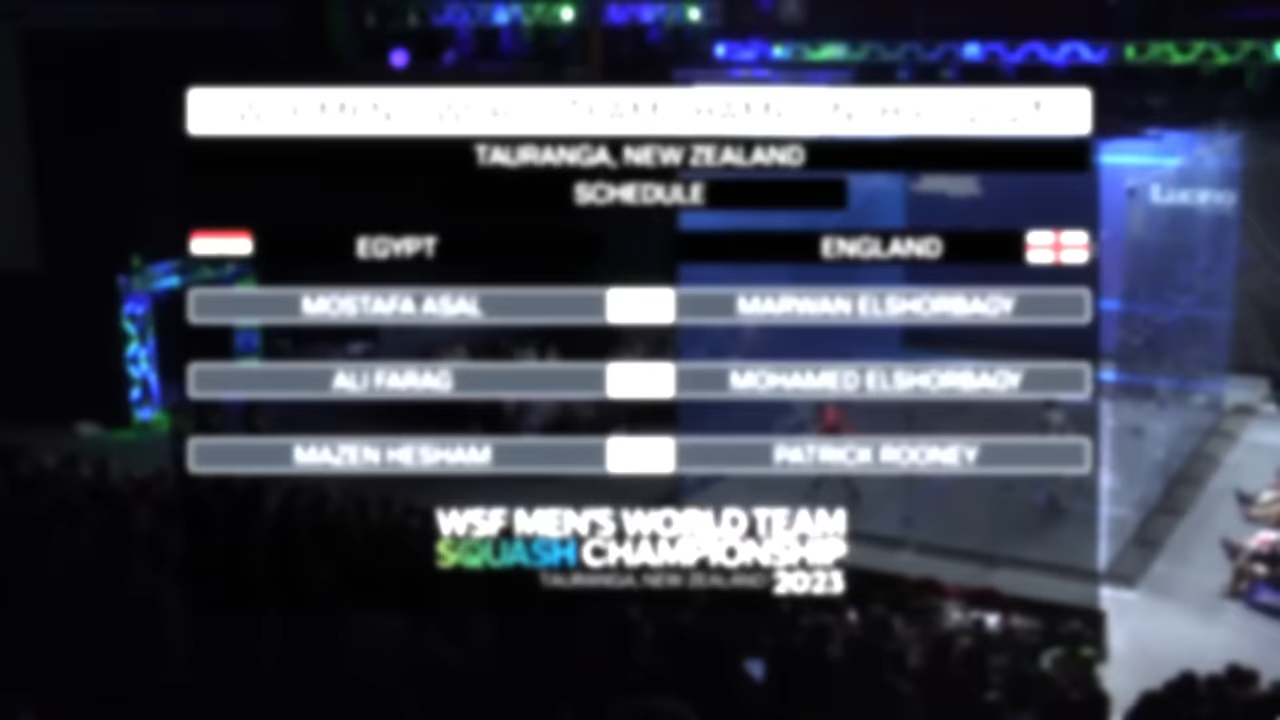 TAURANGA, NEW ZEALAND
SCHEDULE
EGYPT ENGLAND
MOSTAFA ASAL MARWAN ELSHORBAGY
ALI FARAG MOHAMED ELSHORBAGY
MAZEN HESHAM PATRICK ROONEY
WSF MEN'S WORLD TEAM
SQUASH CHAMPIONSHIP
TAURANGA, NEW ZEALAND 2023